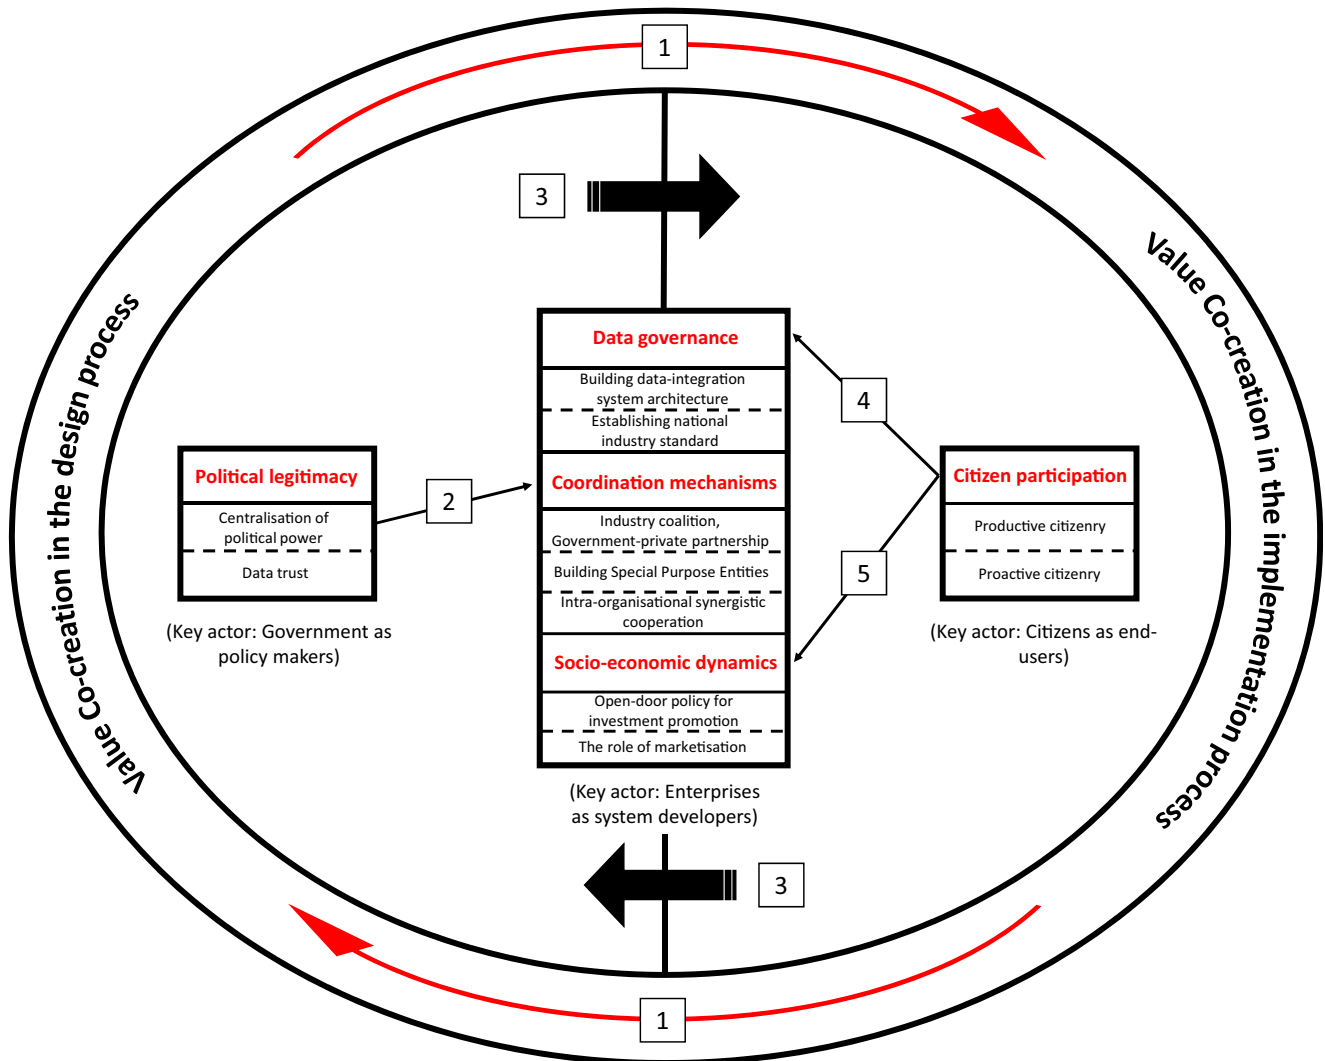 1
3
Value Co-creation in the design process
Value Co-creation in the implementation process
Data governance
Building data-integration
system architecture
Establishing national
industry standard
Coordination mechanisms
Industry coalition,
Government-private partnership
Building Special Purpose Entities
Intra-organisational synergistic
cooperation
Socio-economic dynamics
Open-door policy for
investment promotion
The role of marketisation
(Key actor: Enterprises
as system developers)
Political legitimacy
Centralisation of
political power
Data trust
(Key actor: Government as
policy makers)
2
4
5
Citizen participation
Productive citizenry
Proactive citizenry
(Key actor: Citizens as end-
users)
3
1